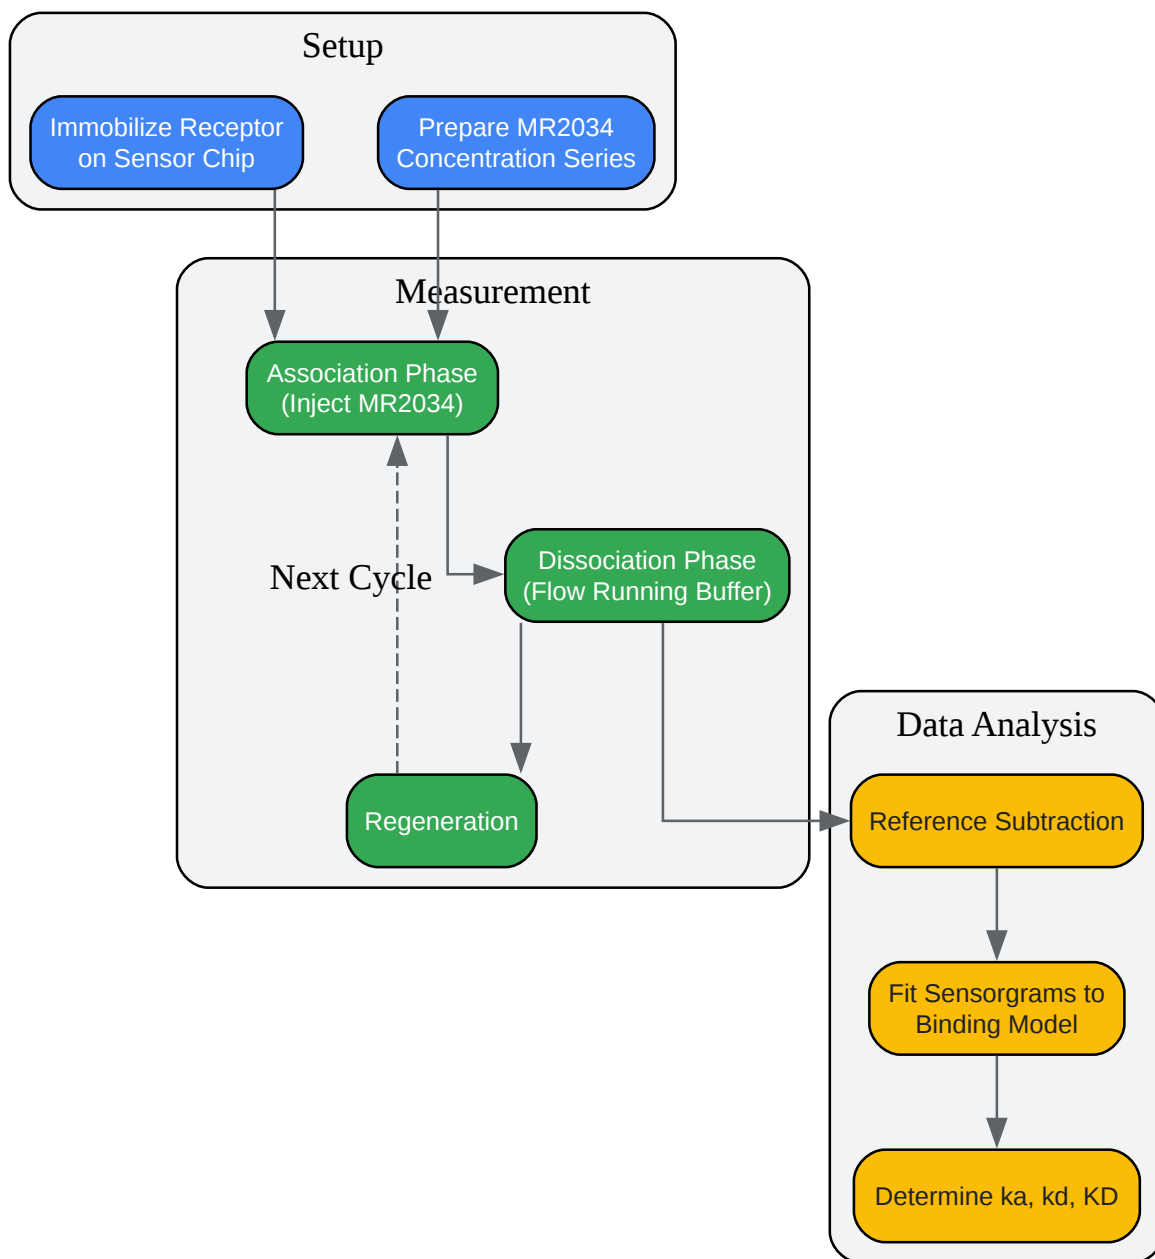 Setup
Immobilize Receptor
on Sensor Chip
Prepare MR2034
Concentration Series
Measurement
Association Phase
(Inject MR2034)
Next Cycle
Dissociation Phase
(Flow Running Buffer)
Regeneration
Data Analysis
Reference Subtraction
Fit Sensorgrams to
Binding Model
Determine ka, kd, KD